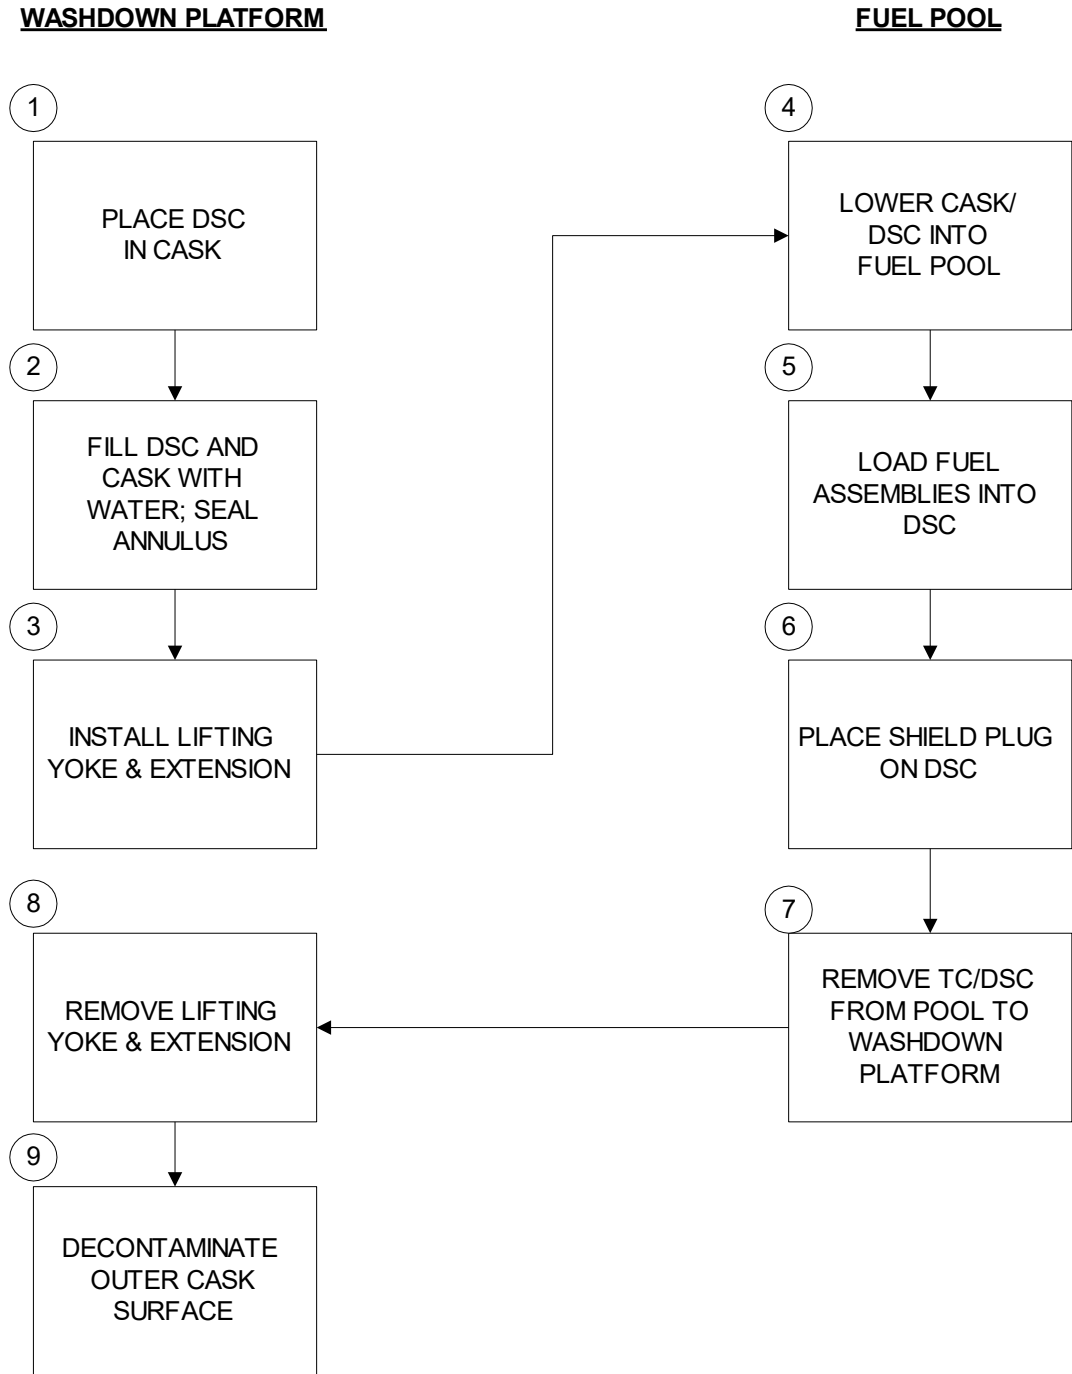 WASHDOWN PLATFORM
FUEL POOL
1
PLACE DSC
IN CASK
2
FILL DSC AND
CASK WITH
WATER; SEAL
ANNULUS
3
INSTALL LIFTING
YOKE & EXTENSION
4
LOWER CASK/
DSC INTO
FUEL POOL
5
LOAD FUEL
ASSEMBLIES INTO
DSC
6
PLACE SHIELD PLUG
ON DSC
7
REMOVE TC/DSC
FROM POOL TO
WASHDOWN
PLATFORM
8
REMOVE LIFTING
YOKE & EXTENSION
9
DECONTAMINATE
OUTER CASK
SURFACE